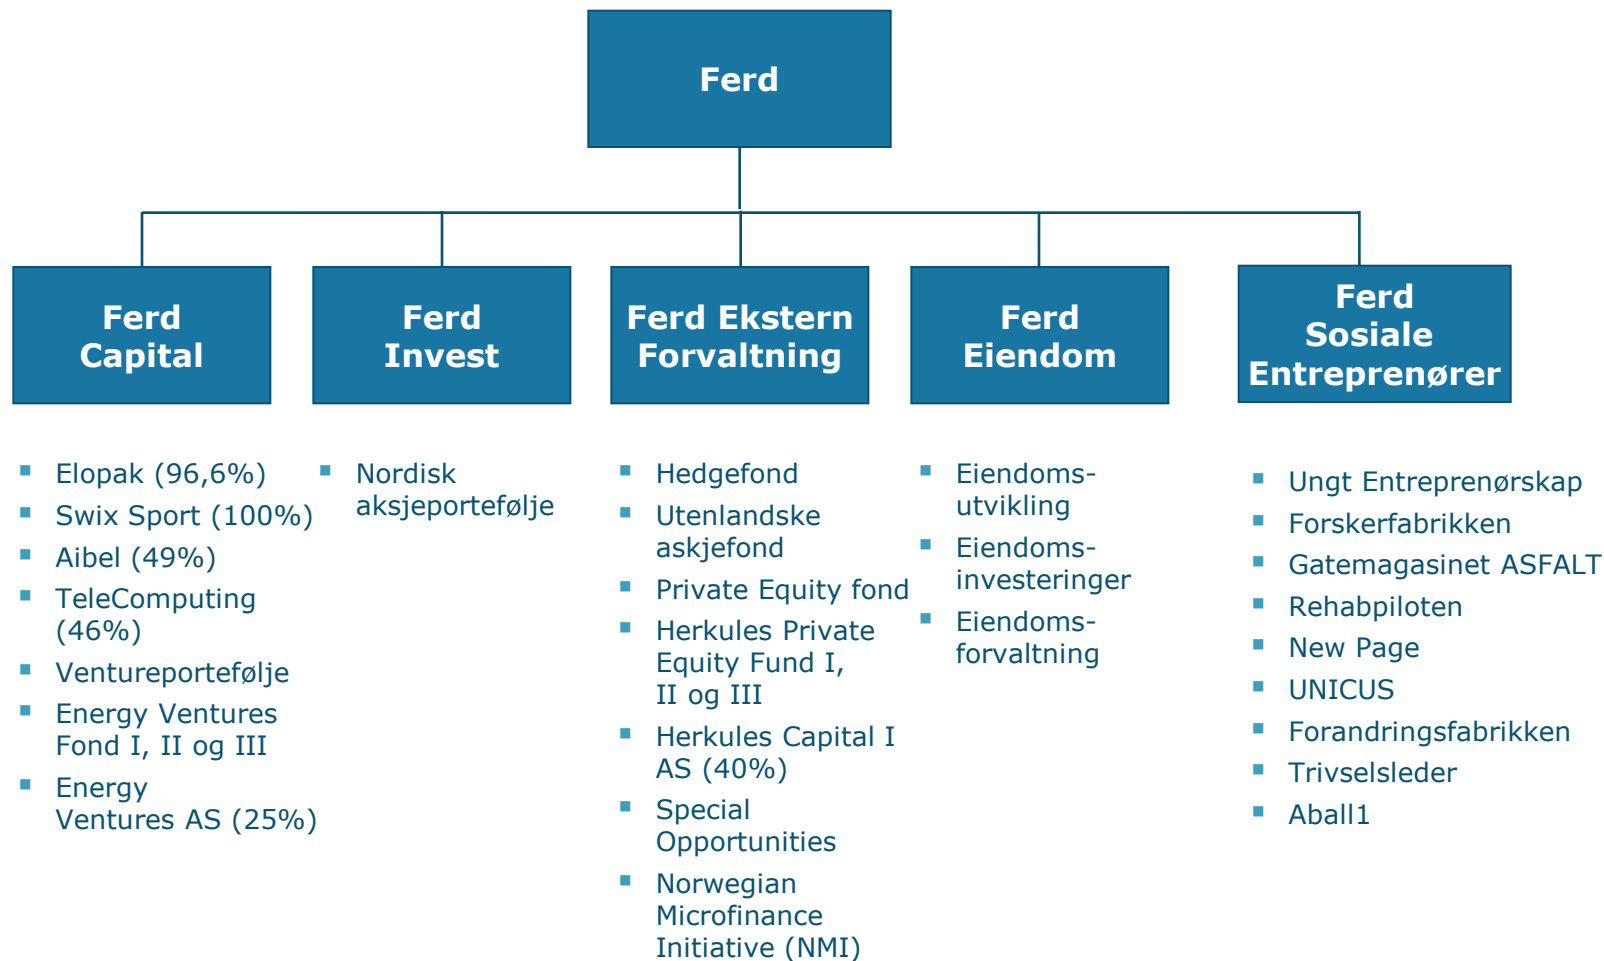 Ferd
Ferd
Capital
Ferd
Invest
Ferd Ekstern
Forvaltning
Ferd
Eiendom
Ferd
Sosiale
Entreprenører
Elopak (96,6%)
Swix Sport (100%)
Aibel (49%)
TeleComputing
(46%)
Ventureportefølje
Energy Ventures
Fond I, II og III
Energy
Ventures AS (25%)
Nordisk
aksjeportefølje
Hedgefond
Utenlandske
askjefond
Private Equity fond
Herkules Private
Equity Fund I,
II og III
Herkules Capital I
AS (40%)
Special
Opportunities
Norwegian
Microfinance
Initiative (NMI)
Eiendoms-
utvikling
Eiendoms-
investeringer
Eiendoms-
forvaltning
Ungt Entreprenørskap
Forskerfabrikken
Gatemagasinet ASFALT
Rehabpiloten
New Page
UNICUS
Forandringsfabrikken
Trivselsleder
Aball1